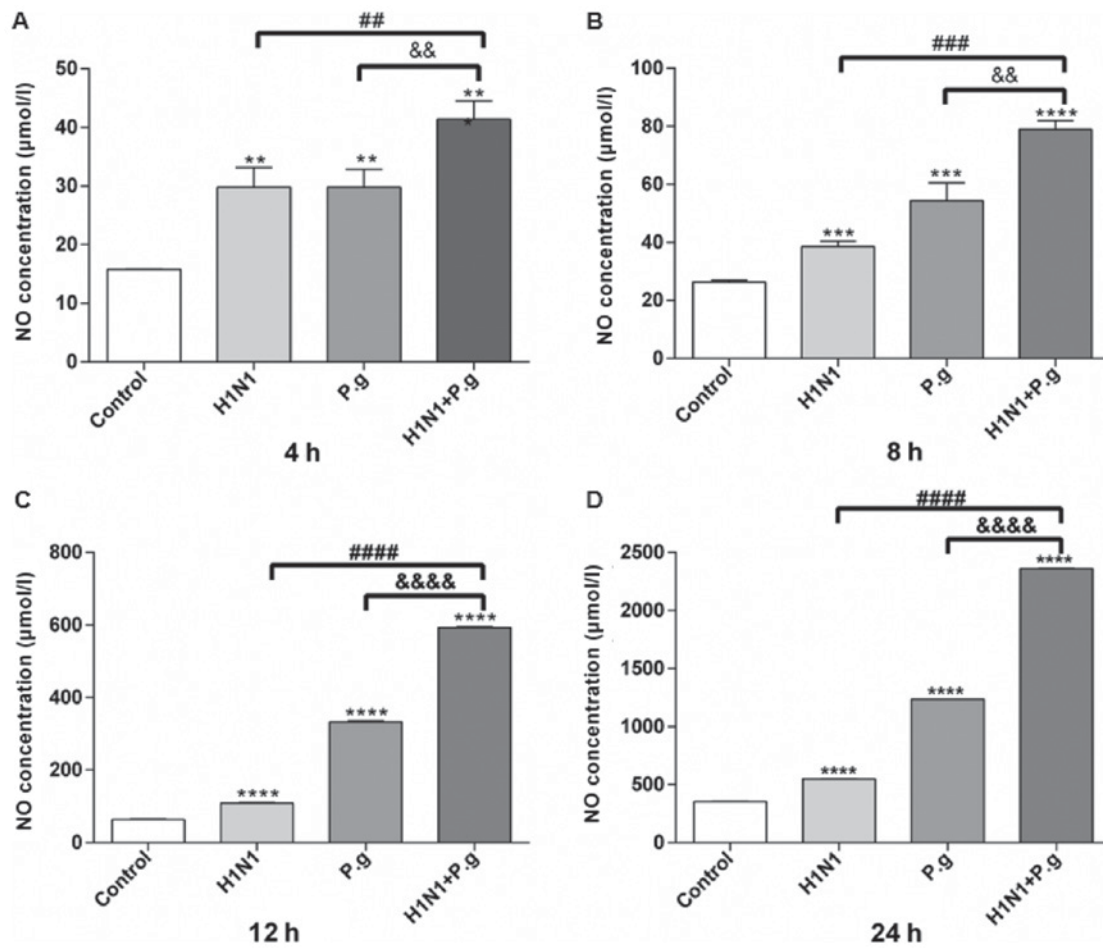 A
##
&&
NO concentration (μmol/l)
50
40
30
20
10
0
**
**
**
*
Control
H1N1
P.g
H1N1+P.g
4 h
B
###
&&
NO concentration (μmol/l)
100
80
60
40
20
0
***
***
****
Control
H1N1
P.g
H1N1+P.g
8 h
C
####
&&&&
NO concentration (μmol/l)
800
600
400
200
0
****
****
****
Control
H1N1
P.g
H1N1+P.g
12 h
D
####
&&&&
NO concentration (μmol/l)
2500
2000
1500
1000
500
0
****
****
****
Control
H1N1
P.g
H1N1+P.g
24 h